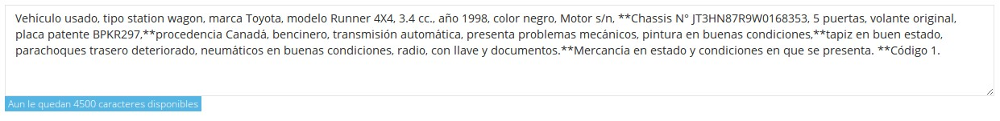 Vehículo usado, tipo station wagon, marca Toyota, modelo Runner 4X4, 3.4 cc., año 1998, color negro, Motor s/n, **Chassis N° JT3HN87R9W0168353, 5 puertas, volante original,
placa patente BPKR297,**procedencia Canadá, bencinero, transmisión automática, presenta problemas mecánicos, pintura en buenas condiciones,**tapiz en buen estado,
parachoques trasero deteriorado, neumáticos en buenas condiciones, radio, con llave y documentos.**Mercancía en estado y condiciones en que se presenta. **Código 1.
Aun le quedan 4500 caracteres disponibles